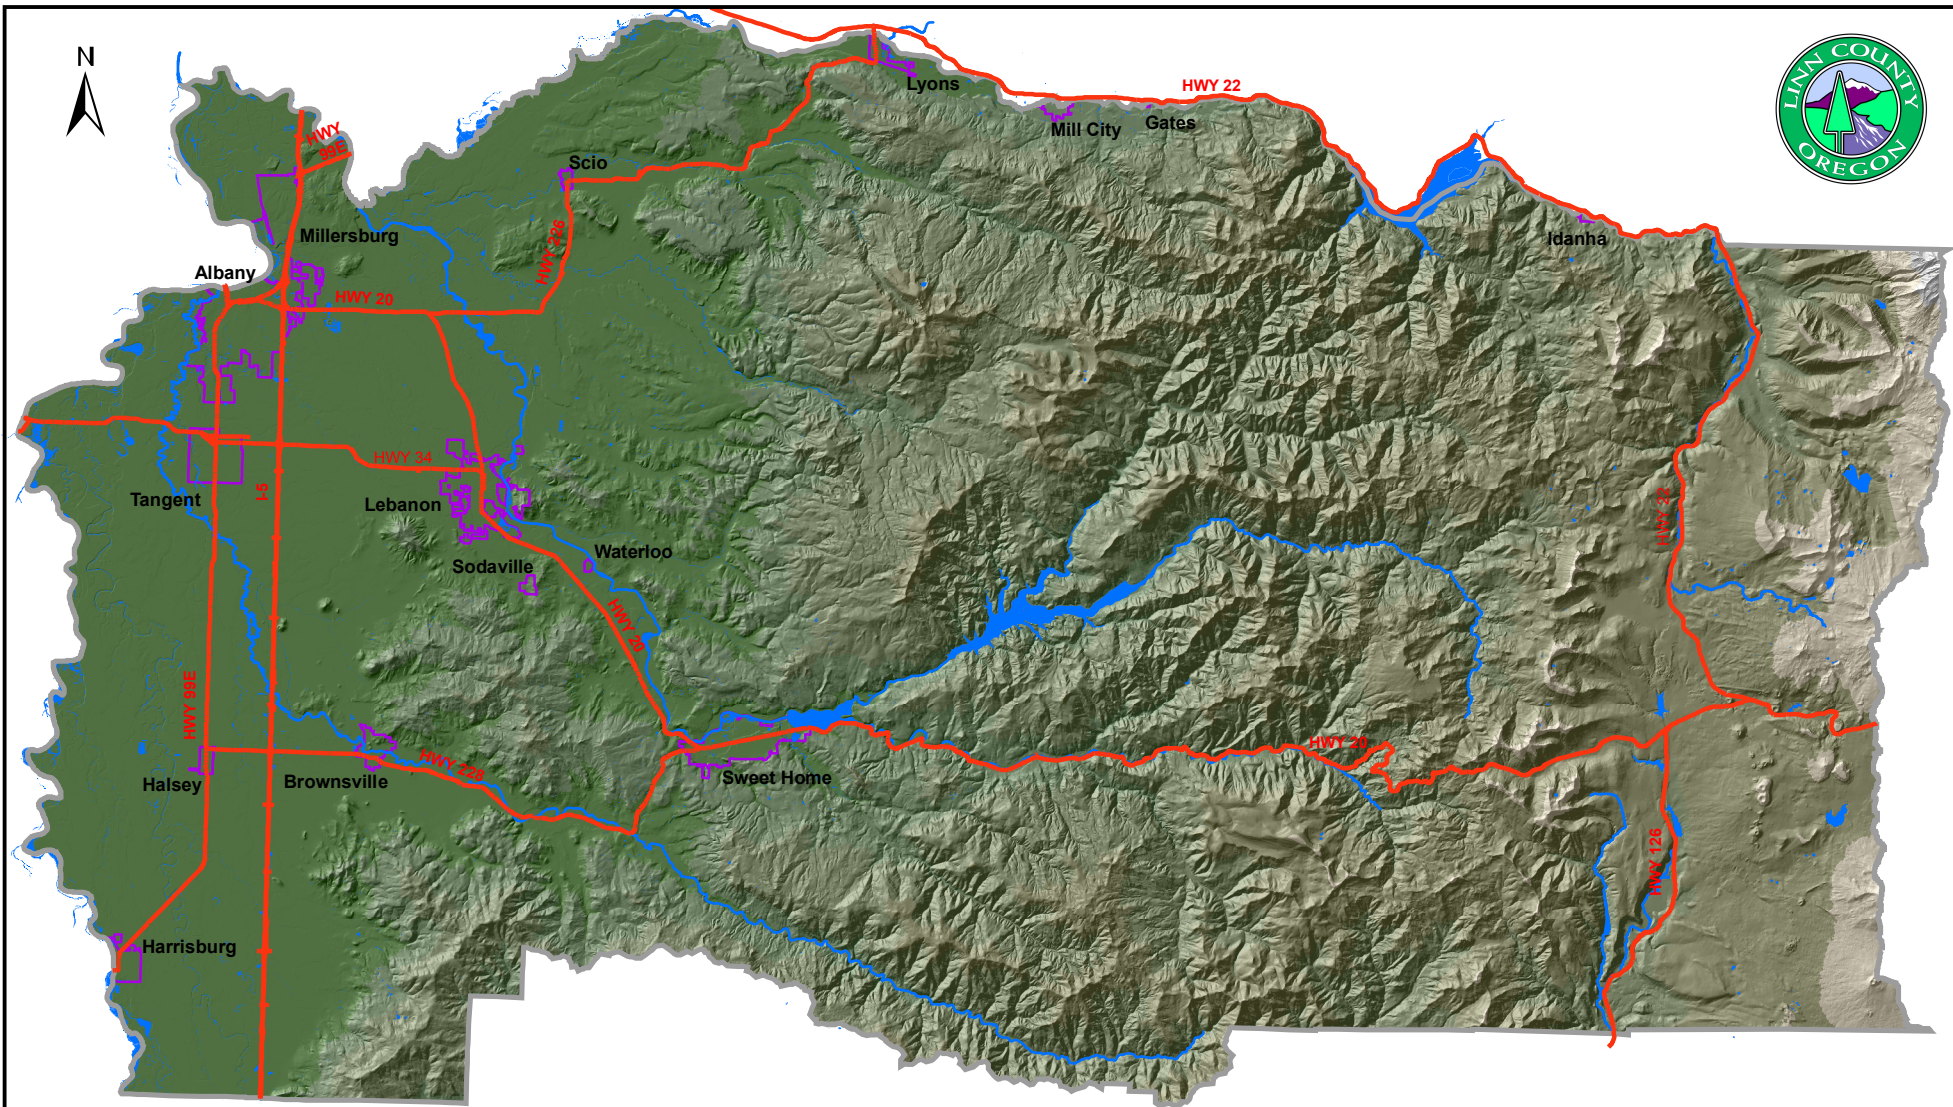 N
LINN COUNTY
OREGON
HWY 22
Lyons
Mill City
Gates
HWY
99E
Scio
Millersburg
HWY 226
Idanha
Albany
HWY 20
HWY 34
Tangent
I-5
Lebanon
HWY 22
Waterloo
Sodaville
HWY 20
HWY 99E
HWY 20
Halsey
Brownsville
HWY 228
Sweet Home
HWY 126
Harrisburg